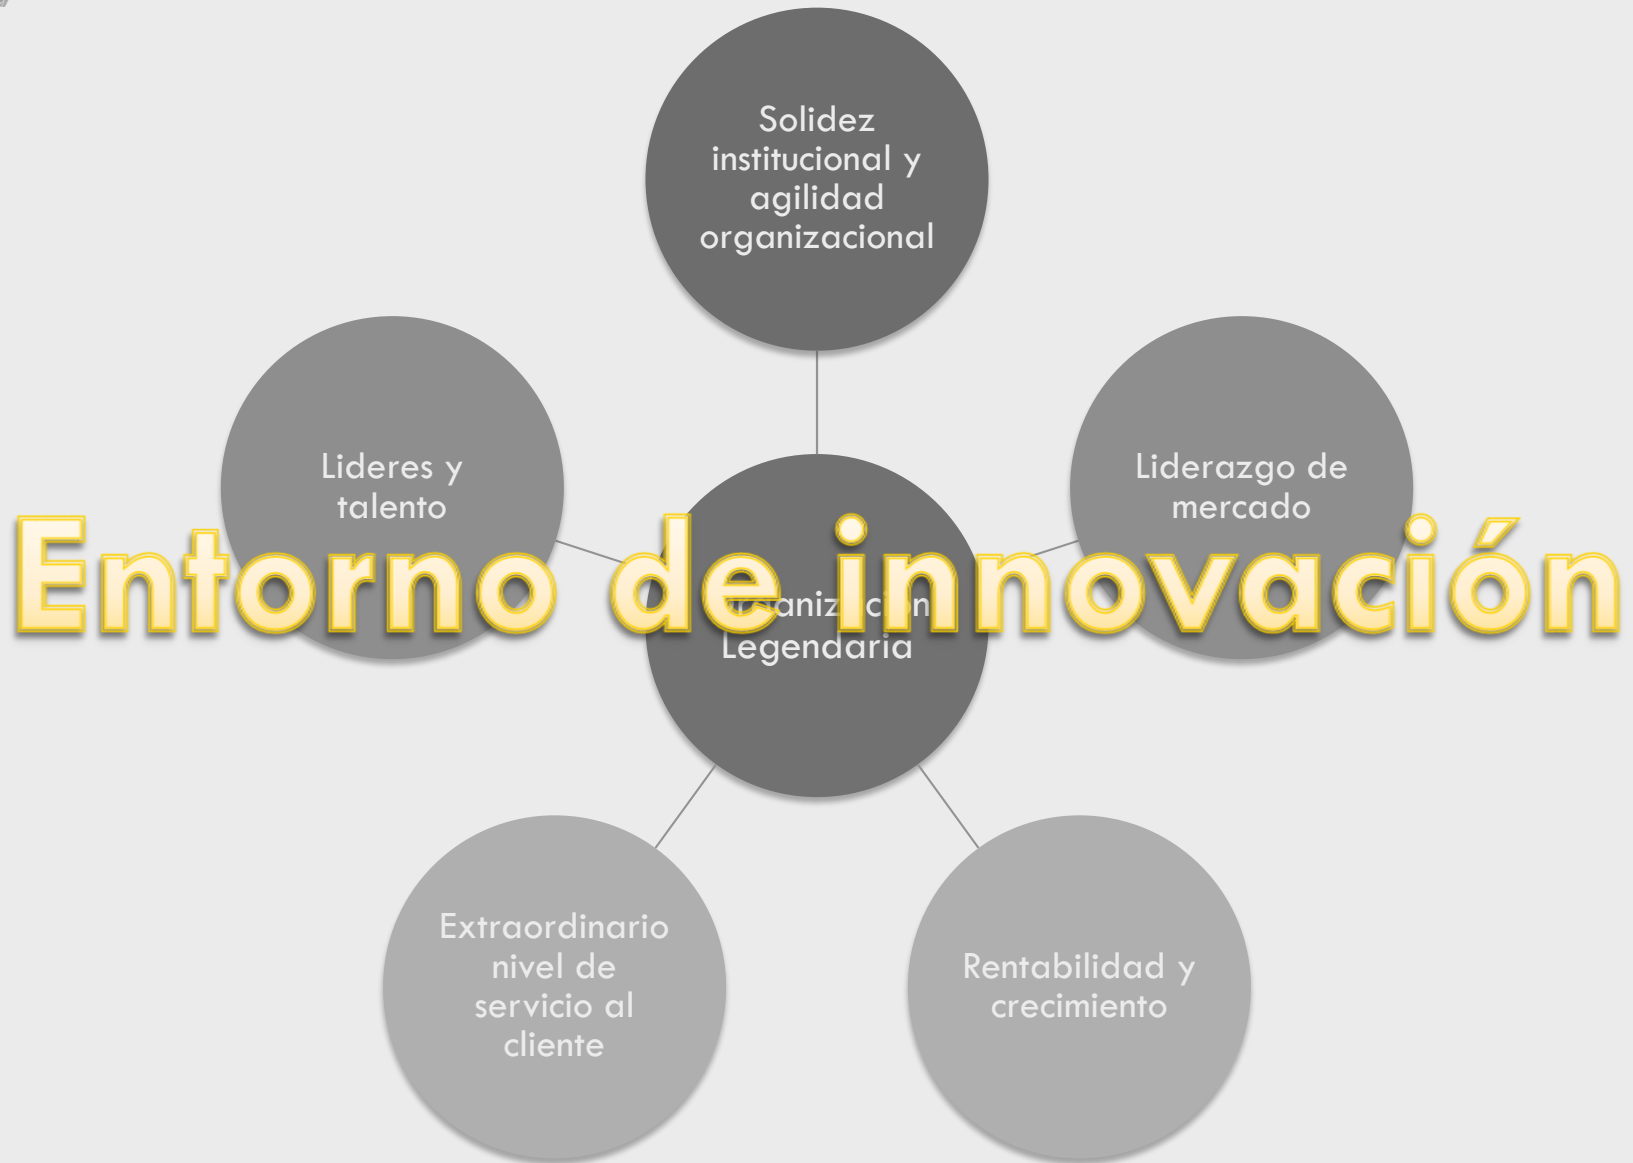 Solidez
institucional y
agilidad
organizacional
Lideres y
talento
Liderazgo de
mercado
Entorno de innovación
Organización
Legendaria
Extraordinario
nivel de
servicio al
cliente
Rentabilidad y
crecimiento